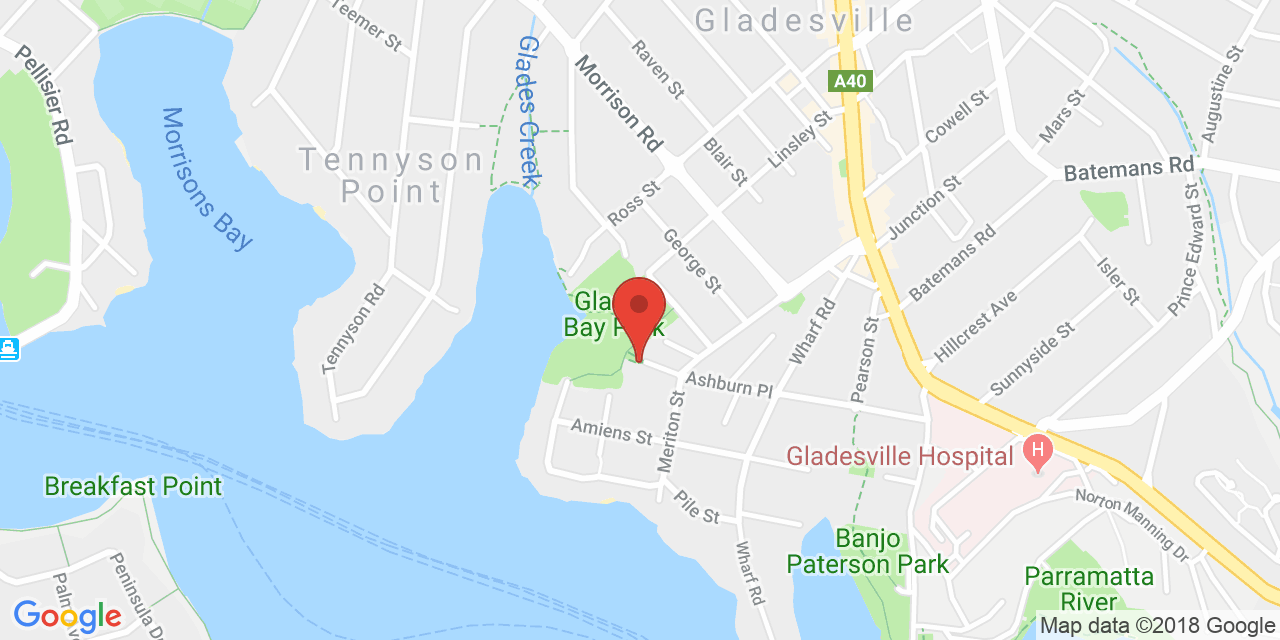 Gladesville
Teemer St
Glades Creek
Raven St
Morrison Rd
A40
Augustine St
Pellisier Rd
Cowell St
Mars St
Linsley St
Blair St
Morrisons Bay
Tennyson
Point
Batemans Rd
Ross St
Junction St
Prince Edward St
George St
Batemans Rd
Isler St
Gla
Bay Park
Tennyson Rd
Wharf Rd
Pearson St
Hillcrest Ave
Sunnyside St
Ashburn Pl
Meriton St
Amiens St
Gladesville Hospital
H
Breakfast Point
Pile St
Norton Manning Dr
Banjo
Paterson Park
Wharf Rd
Parramatta
River
Peninsula Dr
Palm
Google
Map data ©2018 Google